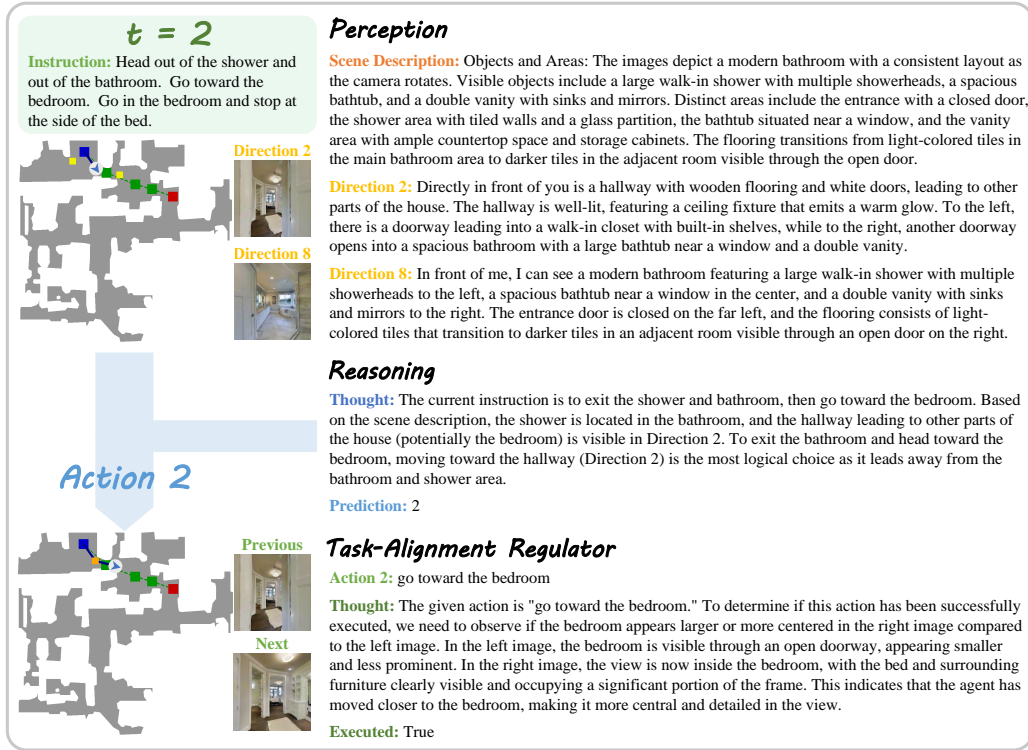 t = 2
Instruction: Head out of the shower and
out of the bathroom. Go toward the
bedroom. Go in the bedroom and stop at
the side of the bed.
Direction 2
Direction 8
Action 2
Previous
Next
Perception
Scene Description: Objects and Areas: The images depict a modern bathroom with a consistent layout as
the camera rotates. Visible objects include a large walk-in shower with multiple showerheads, a spacious
bathtub, and a double vanity with sinks and mirrors. Distinct areas include the entrance with a closed door,
the shower area with tiled walls and a glass partition, the bathtub situated near a window, and the vanity
area with ample countertop space and storage cabinets. The flooring transitions from light-colored tiles in
the main bathroom area to darker tiles in the adjacent room visible through the open door.
Direction 2: Directly in front of you is a hallway with wooden flooring and white doors, leading to other
parts of the house. The hallway is well-lit, featuring a ceiling fixture that emits a warm glow. To the left,
there is a doorway leading into a walk-in closet with built-in shelves, while to the right, another doorway
opens into a spacious bathroom with a large bathtub near a window and a double vanity.
Direction 8: In front of me, I can see a modern bathroom featuring a large walk-in shower with multiple
showerheads to the left, a spacious bathtub near a window in the center, and a double vanity with sinks
and mirrors to the right. The entrance door is closed on the far left, and the flooring consists of light-
colored tiles that transition to darker tiles in an adjacent room visible through an open door on the right.
Reasoning
Thought: The current instruction is to exit the shower and bathroom, then go toward the bedroom. Based
on the scene description, the shower is located in the bathroom, and the hallway leading to other parts of
the house (potentially the bedroom) is visible in Direction 2. To exit the bathroom and head toward the
bedroom, moving toward the hallway (Direction 2) is the most logical choice as it leads away from the
bathroom and shower area.
Prediction: 2
Task-Alignment Regulator
Action 2: go toward the bedroom
Thought: The given action is "go toward the bedroom." To determine if this action has been successfully
executed, we need to observe if the bedroom appears larger or more centered in the right image compared
to the left image. In the left image, the bedroom is visible through an open doorway, appearing smaller
and less prominent. In the right image, the view is now inside the bedroom, with the bed and surrounding
furniture clearly visible and occupying a significant portion of the frame. This indicates that the agent has
moved closer to the bedroom, making it more central and detailed in the view.
Executed: True